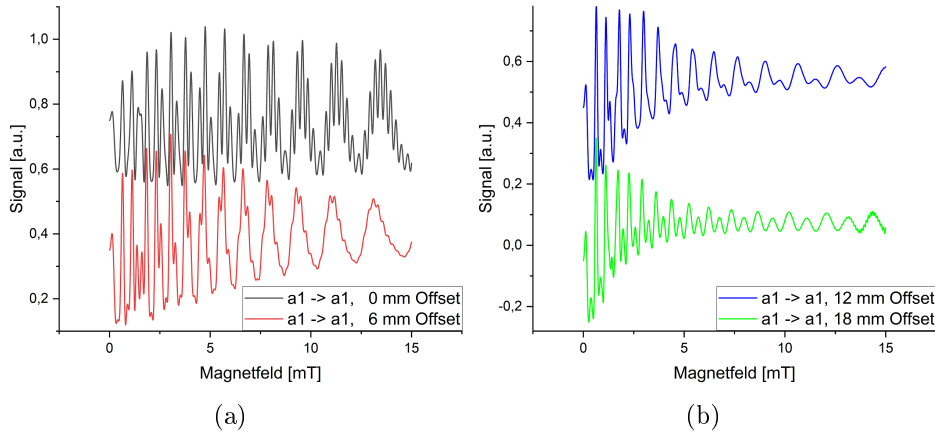 1,0
0,8
0,6
0,4
0,2
Signal [a.u.]
0
5
10
15
Magnetfeld [mT]
a1 -> a1,   0 mm Offset
a1 -> a1,   6 mm Offset
(a)
0,6
0,4
0,2
0,0
-0,2
Signal [a.u.]
0
5
10
15
Magnetfeld [mT]
a1 -> a1, 12 mm Offset
a1 -> a1, 18 mm Offset
(b)